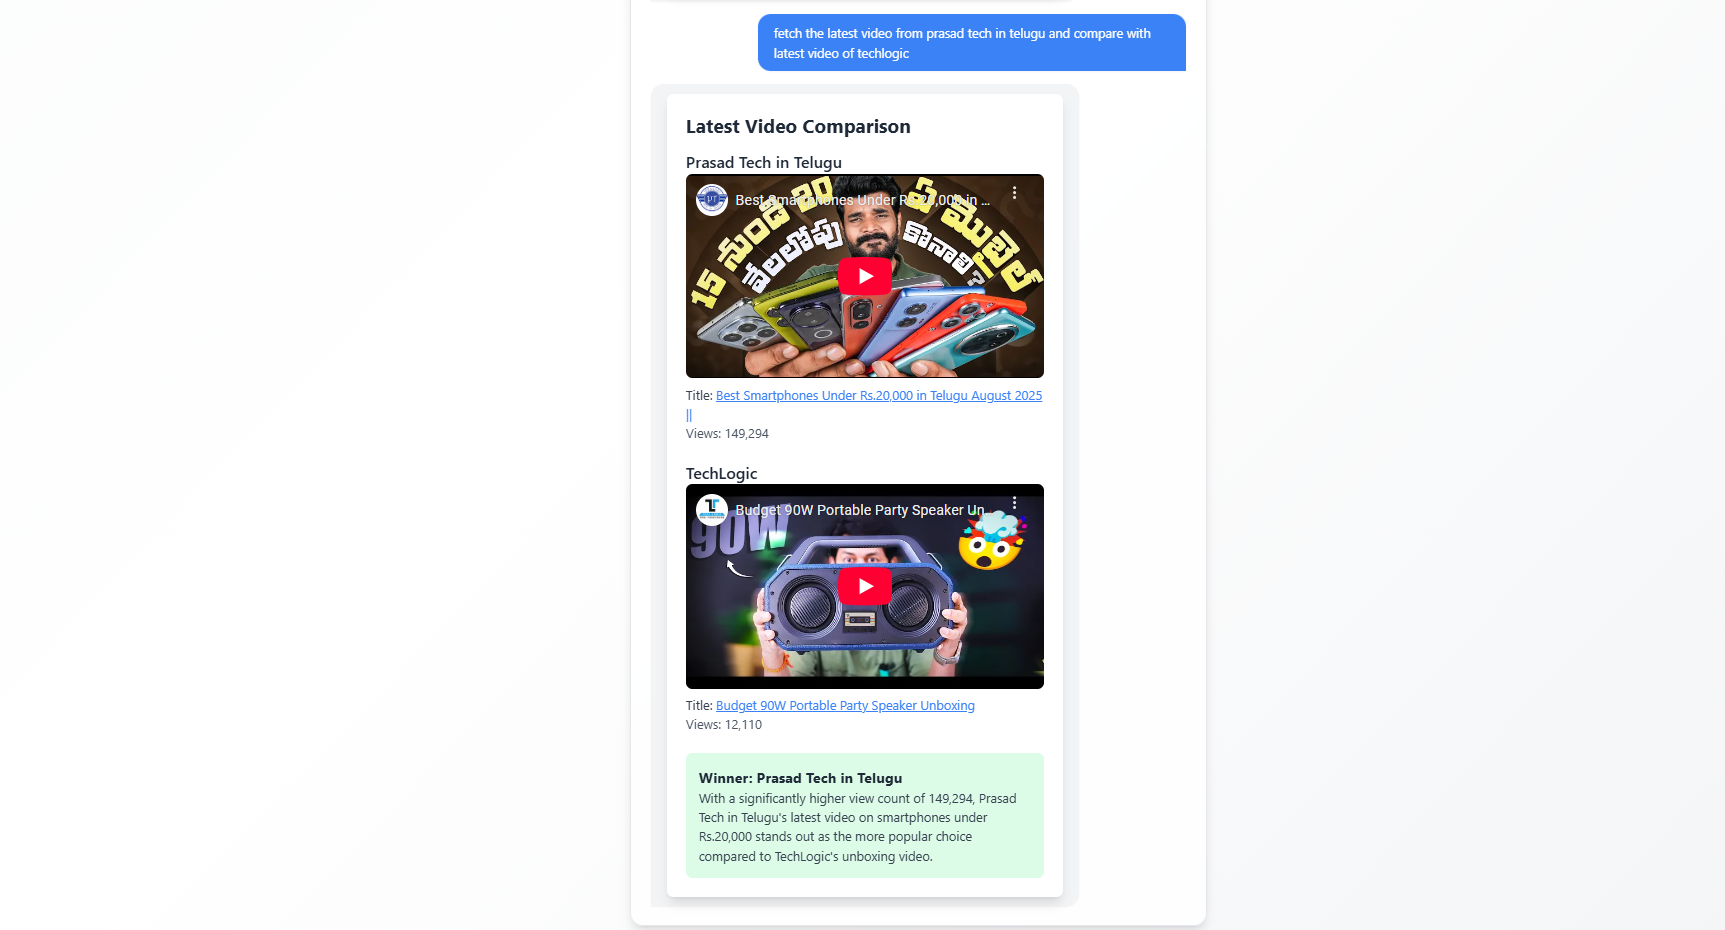 fetch the latest video from prasad tech in telugu and compare with
latest video of techlogic
Latest Video Comparison
Prasad Tech in Telugu
PT
Best Smartphones Under Rs.20,000 in ...
15 నుండి 20
వేలలోపు
ఏ ముబైల్
కొనాలి?
Title: Best Smartphones Under Rs.20,000 in Telugu August 2025
||
Views: 149,294
TechLogic
Budget 90W Portable Party Speaker Un...
90W
Title: Budget 90W Portable Party Speaker Unboxing
Views: 12,110
Winner: Prasad Tech in Telugu
With a significantly higher view count of 149,294, Prasad
Tech in Telugu's latest video on smartphones under
Rs.20,000 stands out as the more popular choice
compared to TechLogic's unboxing video.